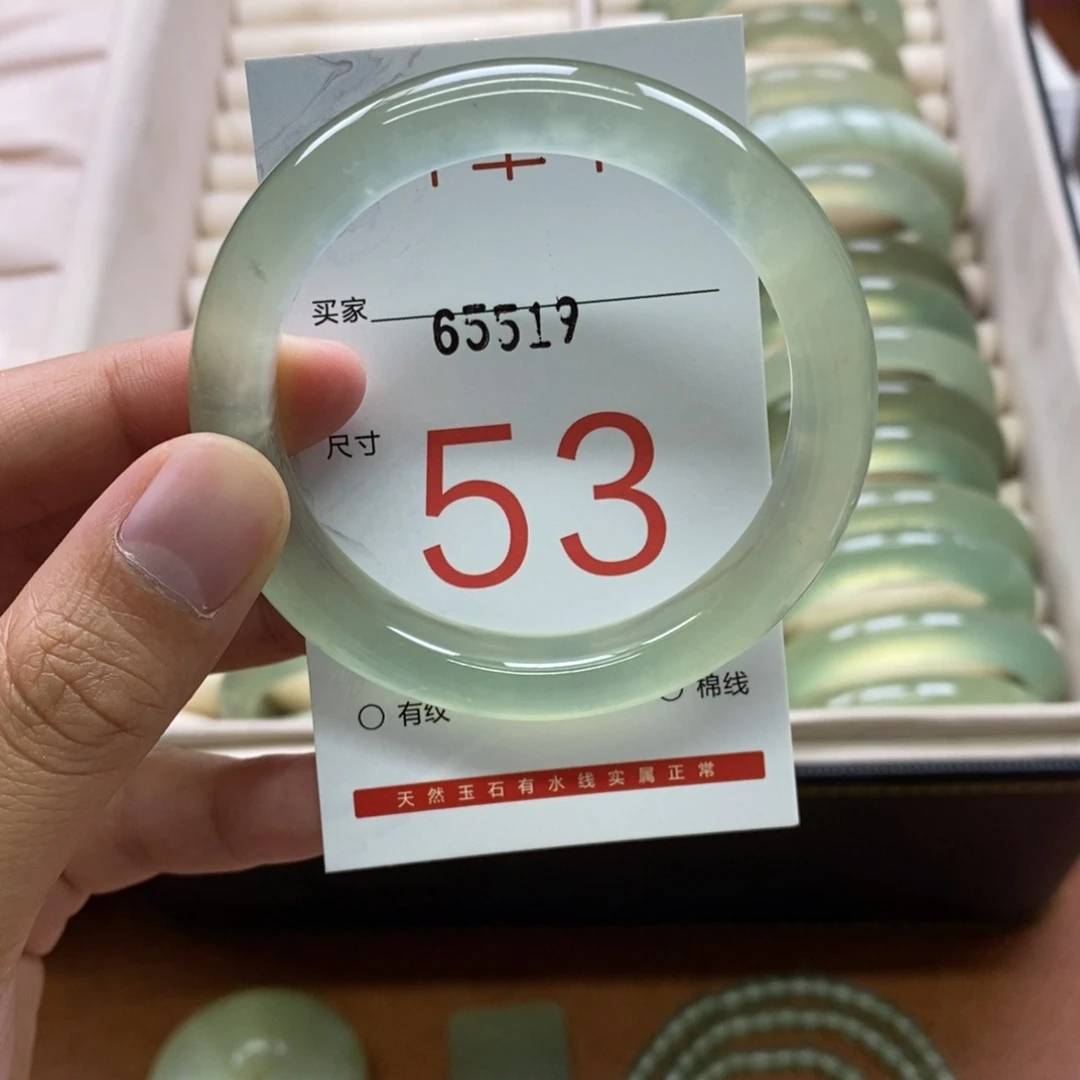 买家 65519
尺寸 53
○ 有纹 ○ 棉线
天然玉石有水线实属正常